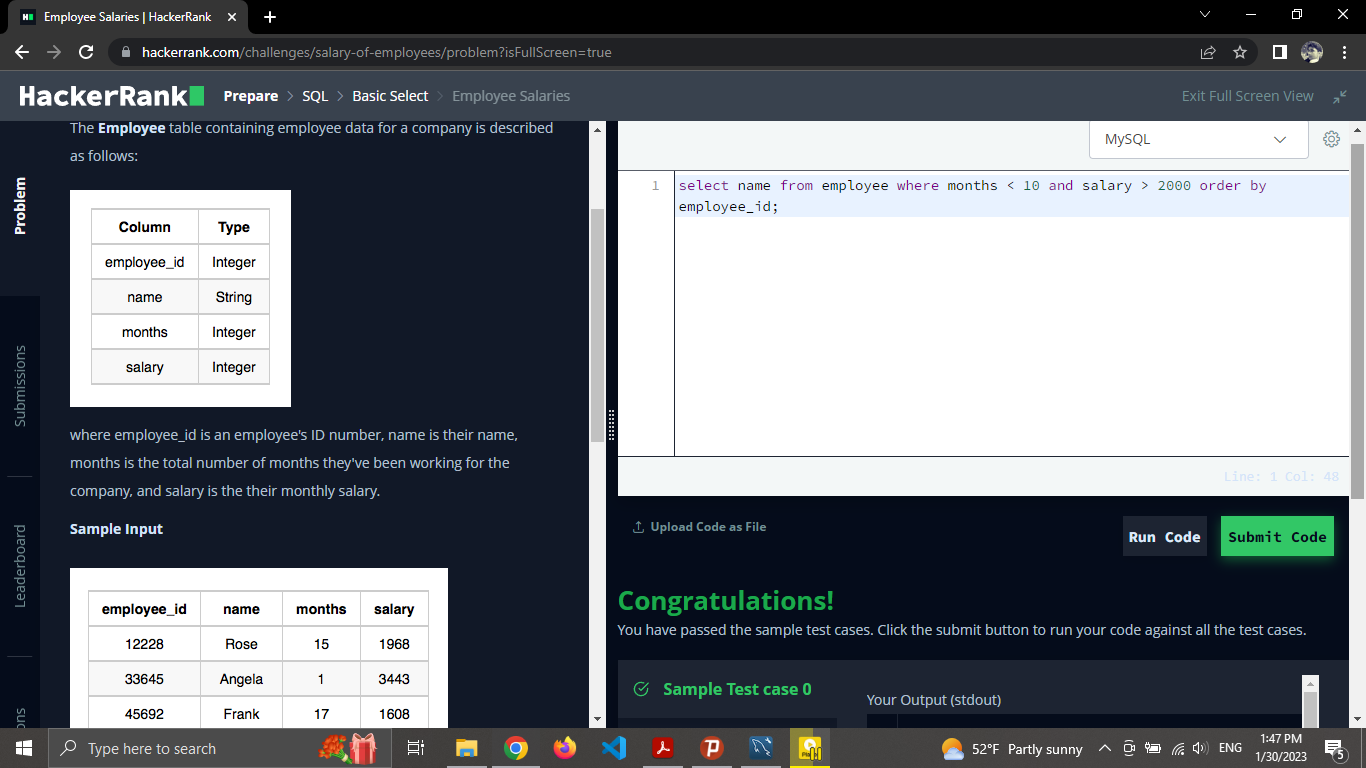 Employee Salaries | HackerRank
hackerrank.com/challenges/salary-of-employees/problem?isFullScreen=true
HackerRank
Prepare > SQL > Basic Select > Employee Salaries
Exit Full Screen View
Problem
Submissions
Leaderboard
The Employee table containing employee data for a company is described
as follows:
Column Type
employee_id Integer
name String
months Integer
salary Integer
where employee_id is an employee's ID number, name is their name,
months is the total number of months they've been working for the
company, and salary is the their monthly salary.
Sample Input
employee_id name months salary
12228 Rose 15 1968
33645 Angela 1 3443
45692 Frank 17 1608
MySQL
1 select name from employee where months < 10 and salary > 2000 order by
employee_id;
Line: 1 Col: 48
Upload Code as File
Run Code
Submit Code
Congratulations!
You have passed the sample test cases. Click the submit button to run your code against all the test cases.
Sample Test case 0
Your Output (stdout)
Type here to search
52°F Partly sunny
ENG
1:47 PM
1/30/2023
5